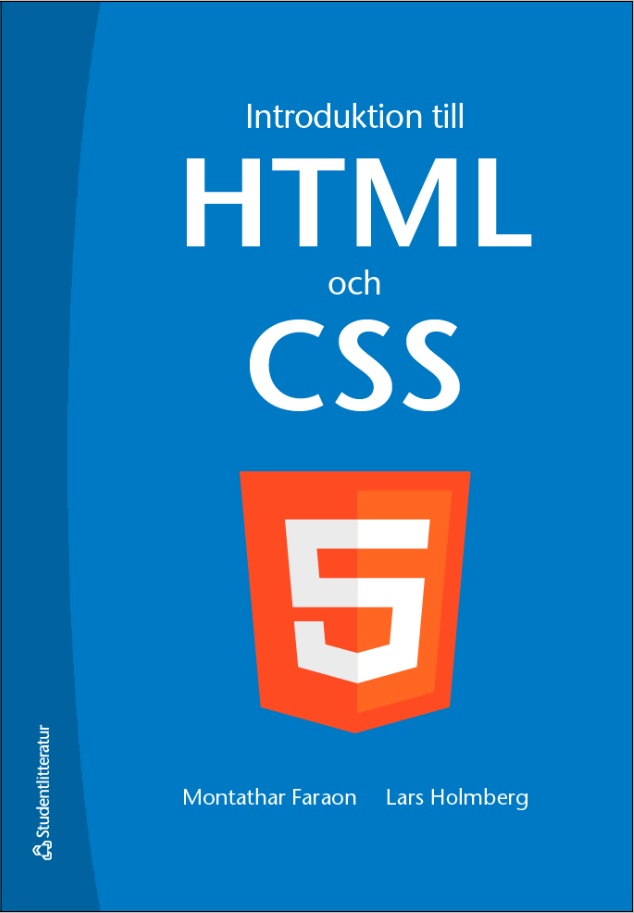 Introduktion till
HTML
och
CSS
5
Montathar Faraon Lars Holmberg
Studentlitteratur